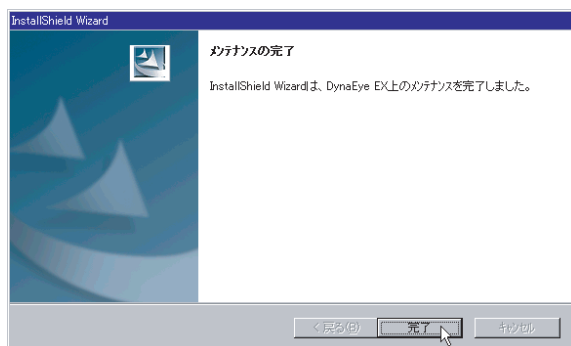 InstallShield Wizard
メンテナンスの完了
InstallShield Wizardは、DynaEye EX上のメンテナンスを完了しました。
< 戻る(B)
完了
キャンセル